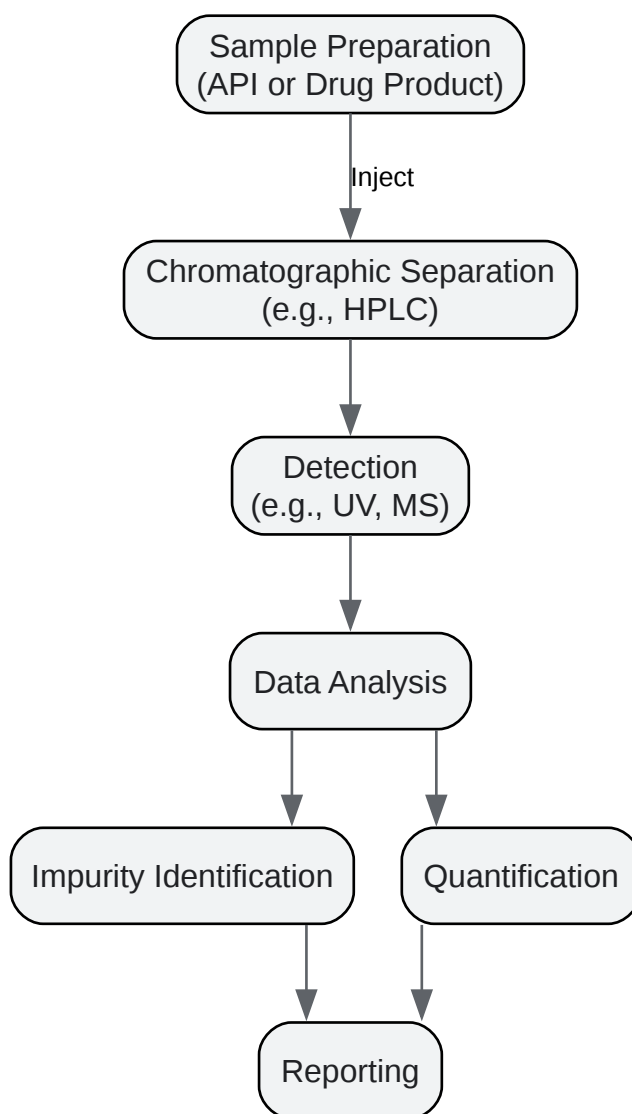 Sample Preparation
(API or Drug Product)
Inject
Chromatographic Separation
(e.g., HPLC)
Detection
(e.g., UV, MS)
Data Analysis
Impurity Identification
Quantification
Reporting